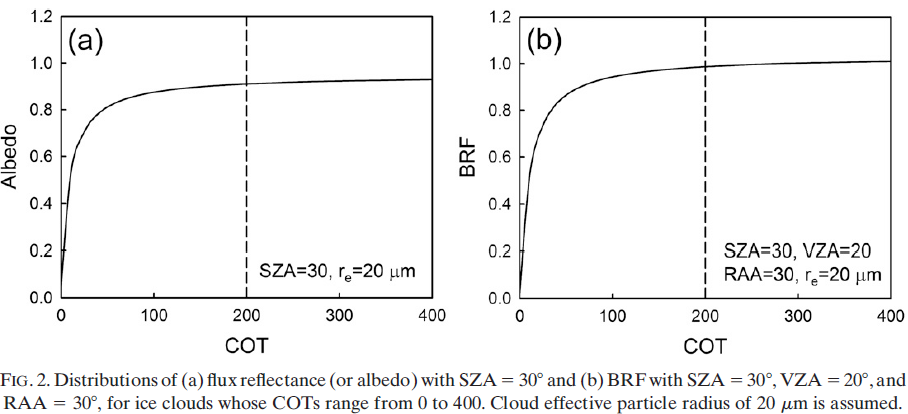 (a)
1.2
1.0
0.8
0.6
0.4
0.2
0.0
Albedo
0 100 200 300 400
COT
SZA=30, re=20 μm
(b)
1.2
1.0
0.8
0.6
0.4
0.2
0.0
BRF
0 100 200 300 400
COT
SZA=30, VZA=20
RAA=30, re=20 μm
FIG. 2. Distributions of (a) flux reflectance (or albedo) with SZA = 30° and (b) BRF with SZA = 30°, VZA = 20°, and
RAA = 30°, for ice clouds whose COTs range from 0 to 400. Cloud effective particle radius of 20 μm is assumed.